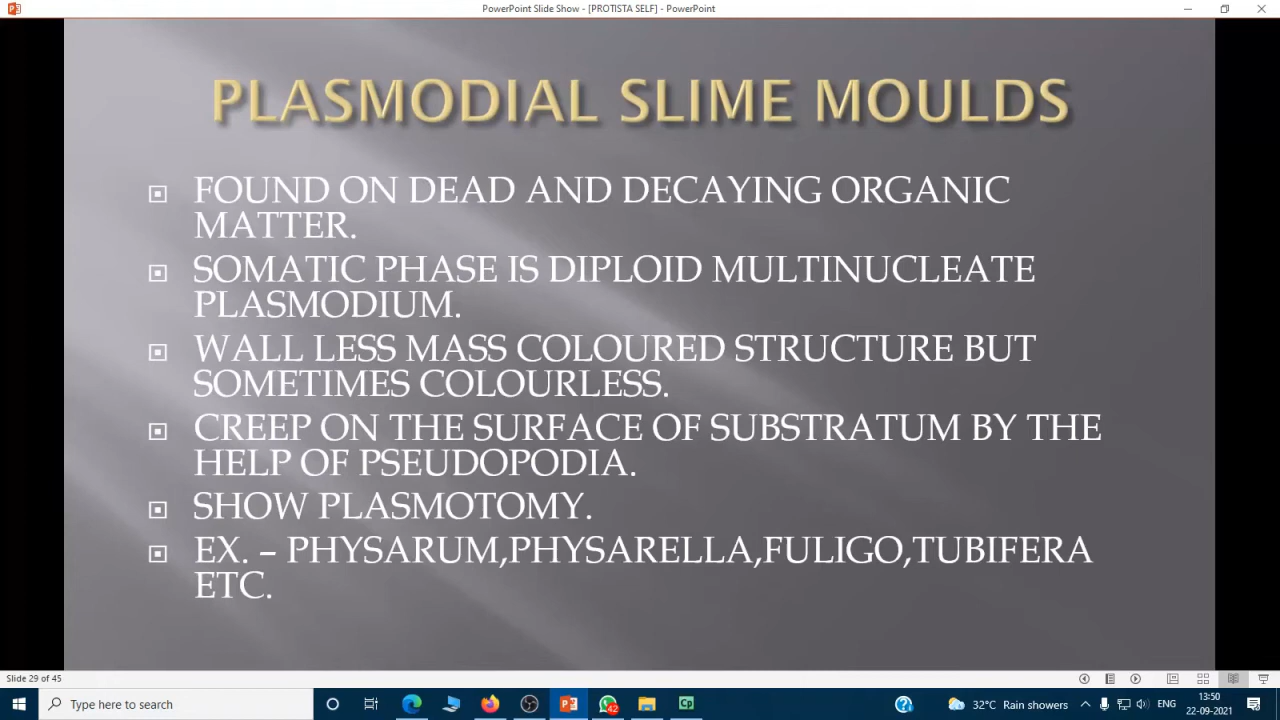 PowerPoint Slide Show - [PROTISTA SELF] - PowerPoint
PLASMODIAL SLIME MOULDS
FOUND ON DEAD AND DECAYING ORGANIC
MATTER.
SOMATIC PHASE IS DIPLOID MULTINUCLEATE
PLASMODIUM.
WALL LESS MASS COLOURED STRUCTURE BUT
SOMETIMES COLOURLESS.
CREEP ON THE SURFACE OF SUBSTRATUM BY THE
HELP OF PSEUDOPODIA.
SHOW PLASMOTOMY.
EX. – PHYSARUM,PHYSARELLA,FULIGO,TUBIFERA
ETC.
Slide 29 of 45
Type here to search
42
Cp
32°C Rain showers
ENG
13:50
22-09-2021